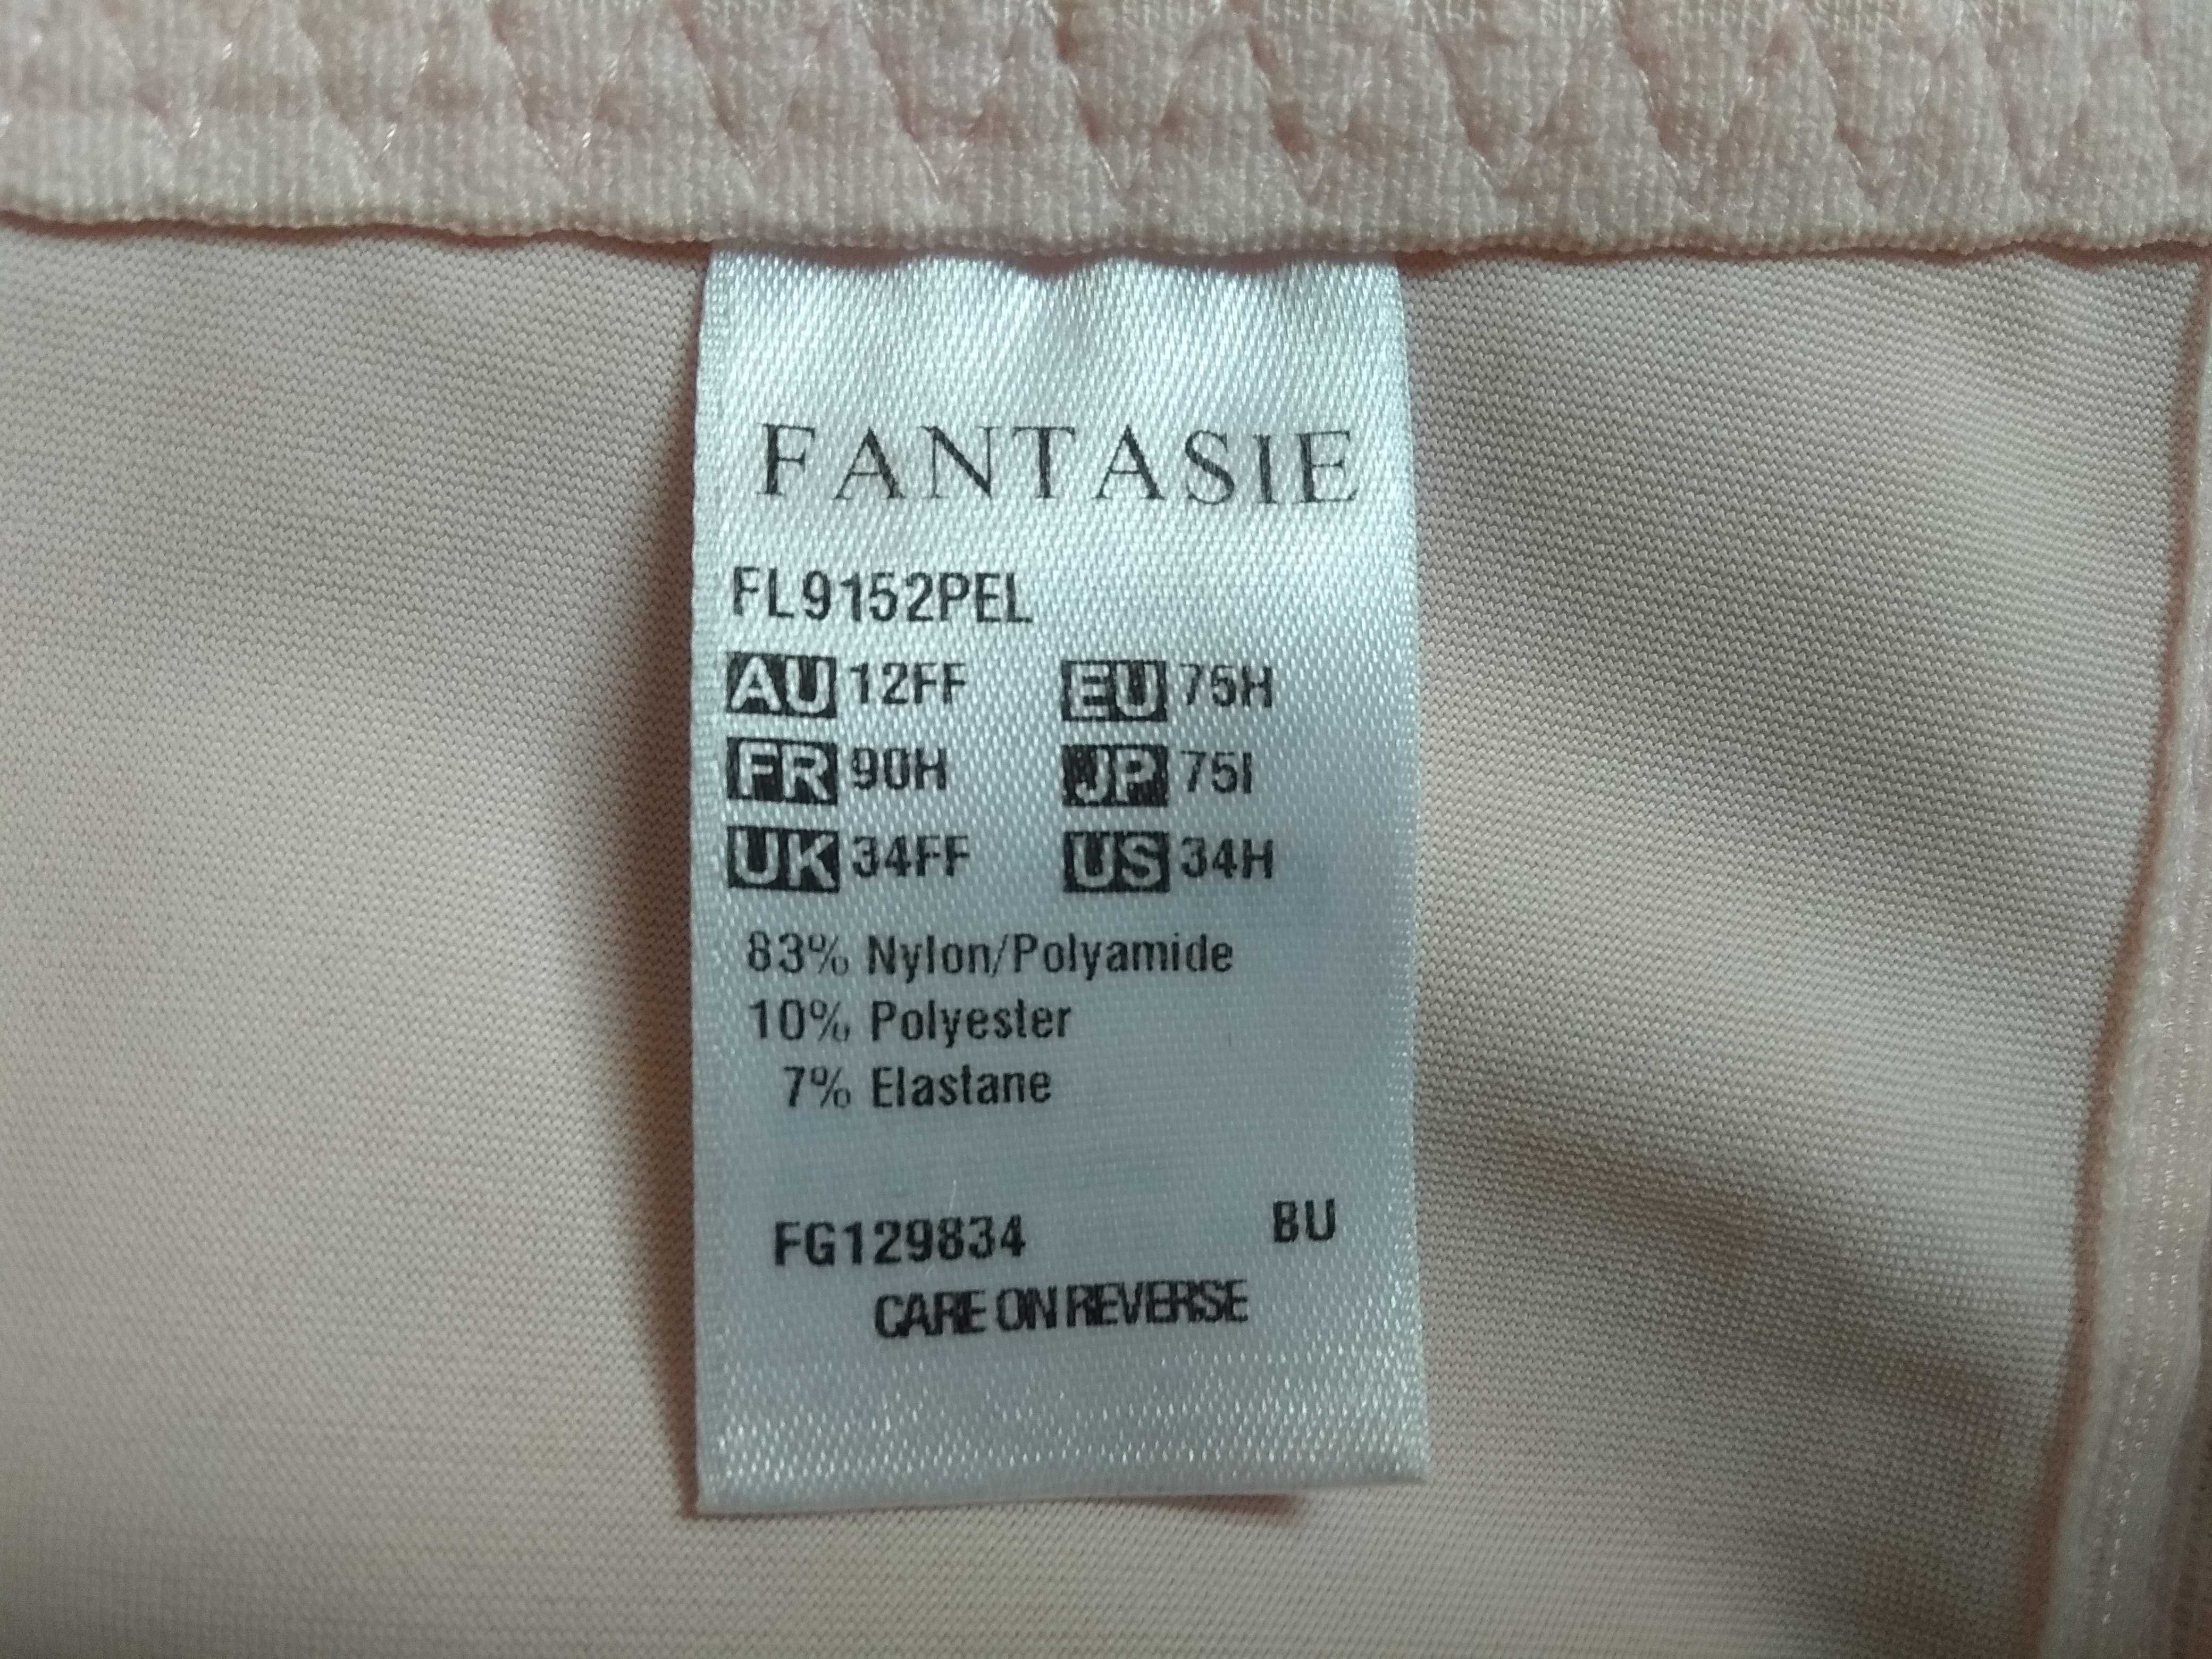 FANTASIE
FL9152PEL
AU 12FF EU 75H
FR 90H JP 75I
UK 34FF US 34H
83% Nylon/Polyamide
10% Polyester
7% Elastane
FG129834 BU
CARE ON REVERSE